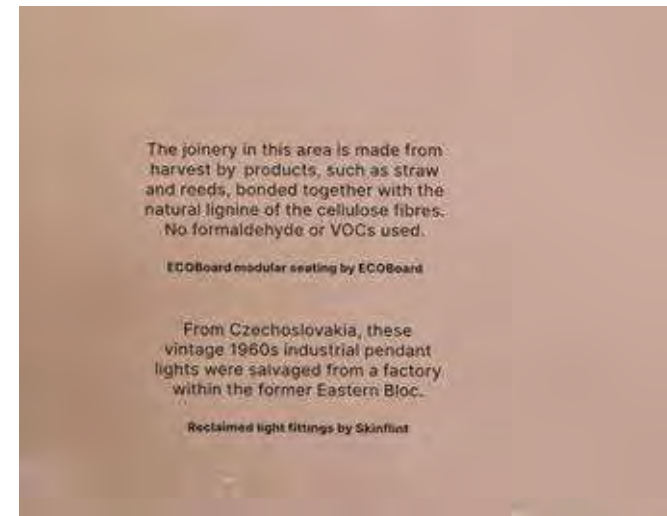 The joinery in this area is made from
harvest by products, such as straw
and reeds, bonded together with the
natural lignine of the cellulose fibres.
No formaldehyde or VOCs used.
ECOBoard modular seating by ECOBoard
From Czechoslovakia, these
vintage 1960s industrial pendant
lights were salvaged from a factory
within the former Eastern Bloc.
Reclaimed light fittings by Skinflint